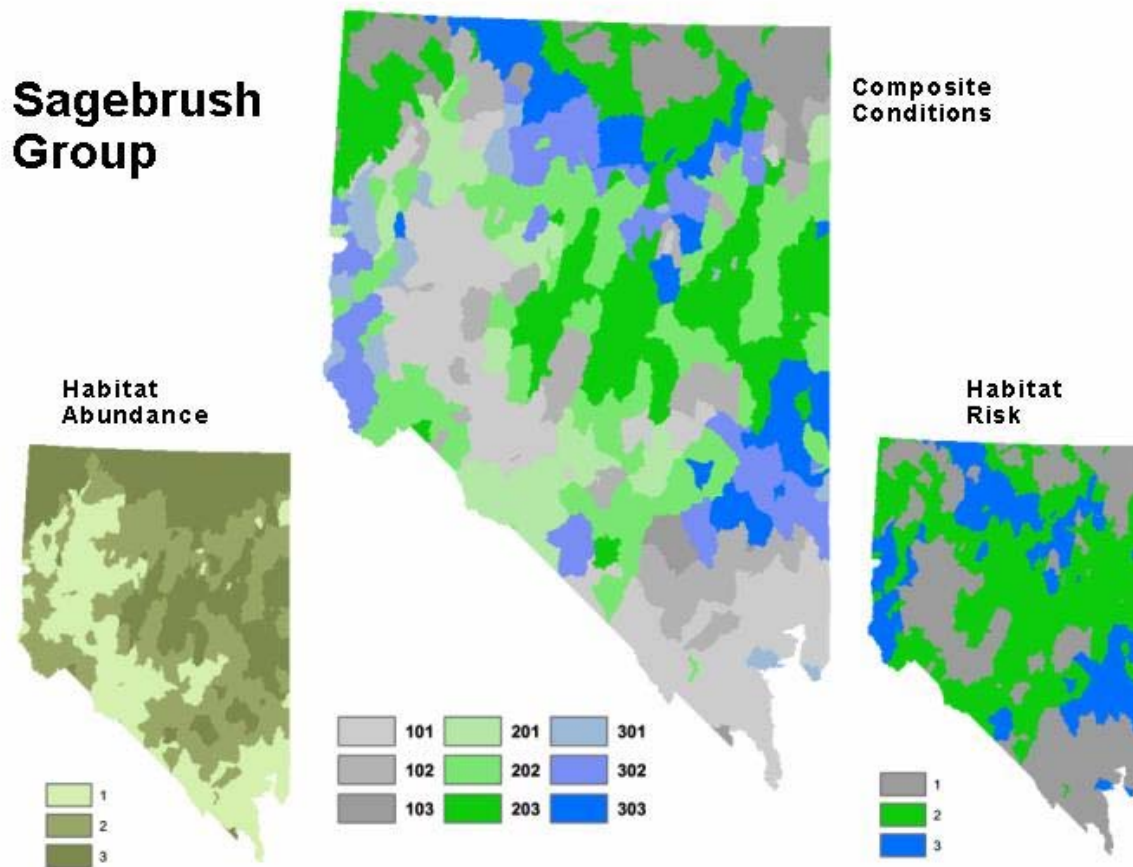 Sagebrush
Group
Composite
Conditions
Habitat
Abundance
Habitat
Risk
101 201 301
102 202 302
103 203 303
1
2
3
1
2
3